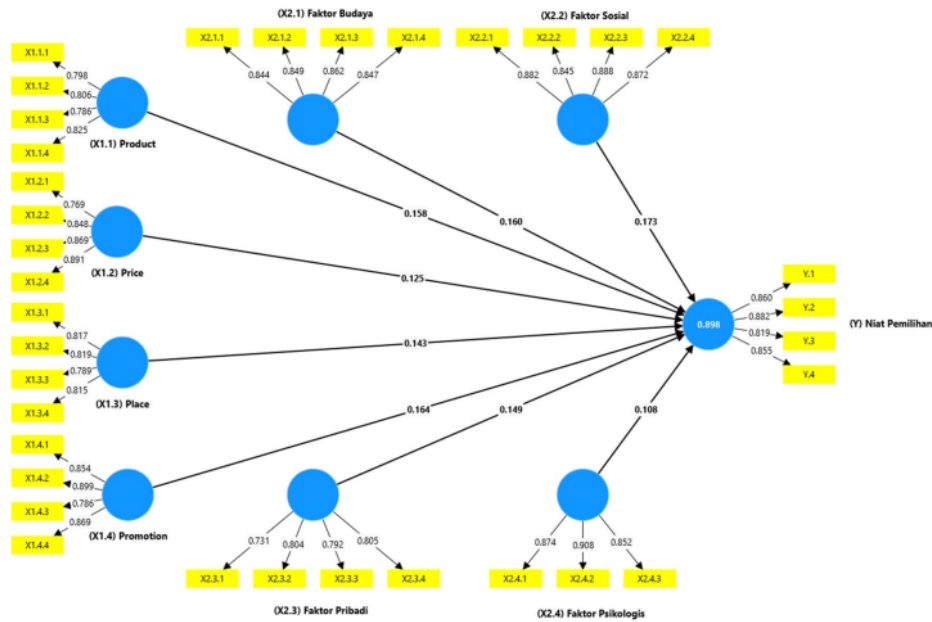 (X2.1) Faktor Budaya
X2.1.1
X2.1.2
X2.1.3
X2.1.4
0.844
0.849
0.862
0.847
(X2.2) Faktor Sosial
X2.2.1
X2.2.2
X2.2.3
X2.2.4
0.882
0.845
0.888
0.872
X1.1.1
X1.1.2
X1.1.3
X1.1.4
0.798
0.806
0.786
0.825
(X1.1) Product
X1.2.1
X1.2.2
X1.2.3
X1.2.4
0.769
0.848
0.869
0.891
(X1.2) Price
X1.3.1
X1.3.2
X1.3.3
X1.3.4
0.817
0.819
0.789
0.815
(X1.3) Place
X1.4.1
X1.4.2
X1.4.3
X1.4.4
0.854
0.899
0.786
0.869
(X1.4) Promotion
0.158
0.160
0.173
0.125
0.143
0.164
0.149
0.108
0.898
Y.1
Y.2
Y.3
Y.4
0.860
0.882
0.819
0.855
(Y) Niat Pemilihan
0.731
0.804
0.792
0.805
X2.3.1
X2.3.2
X2.3.3
X2.3.4
(X2.3) Faktor Pribadi
0.874
0.908
0.852
X2.4.1
X2.4.2
X2.4.3
(X2.4) Faktor Psikologis